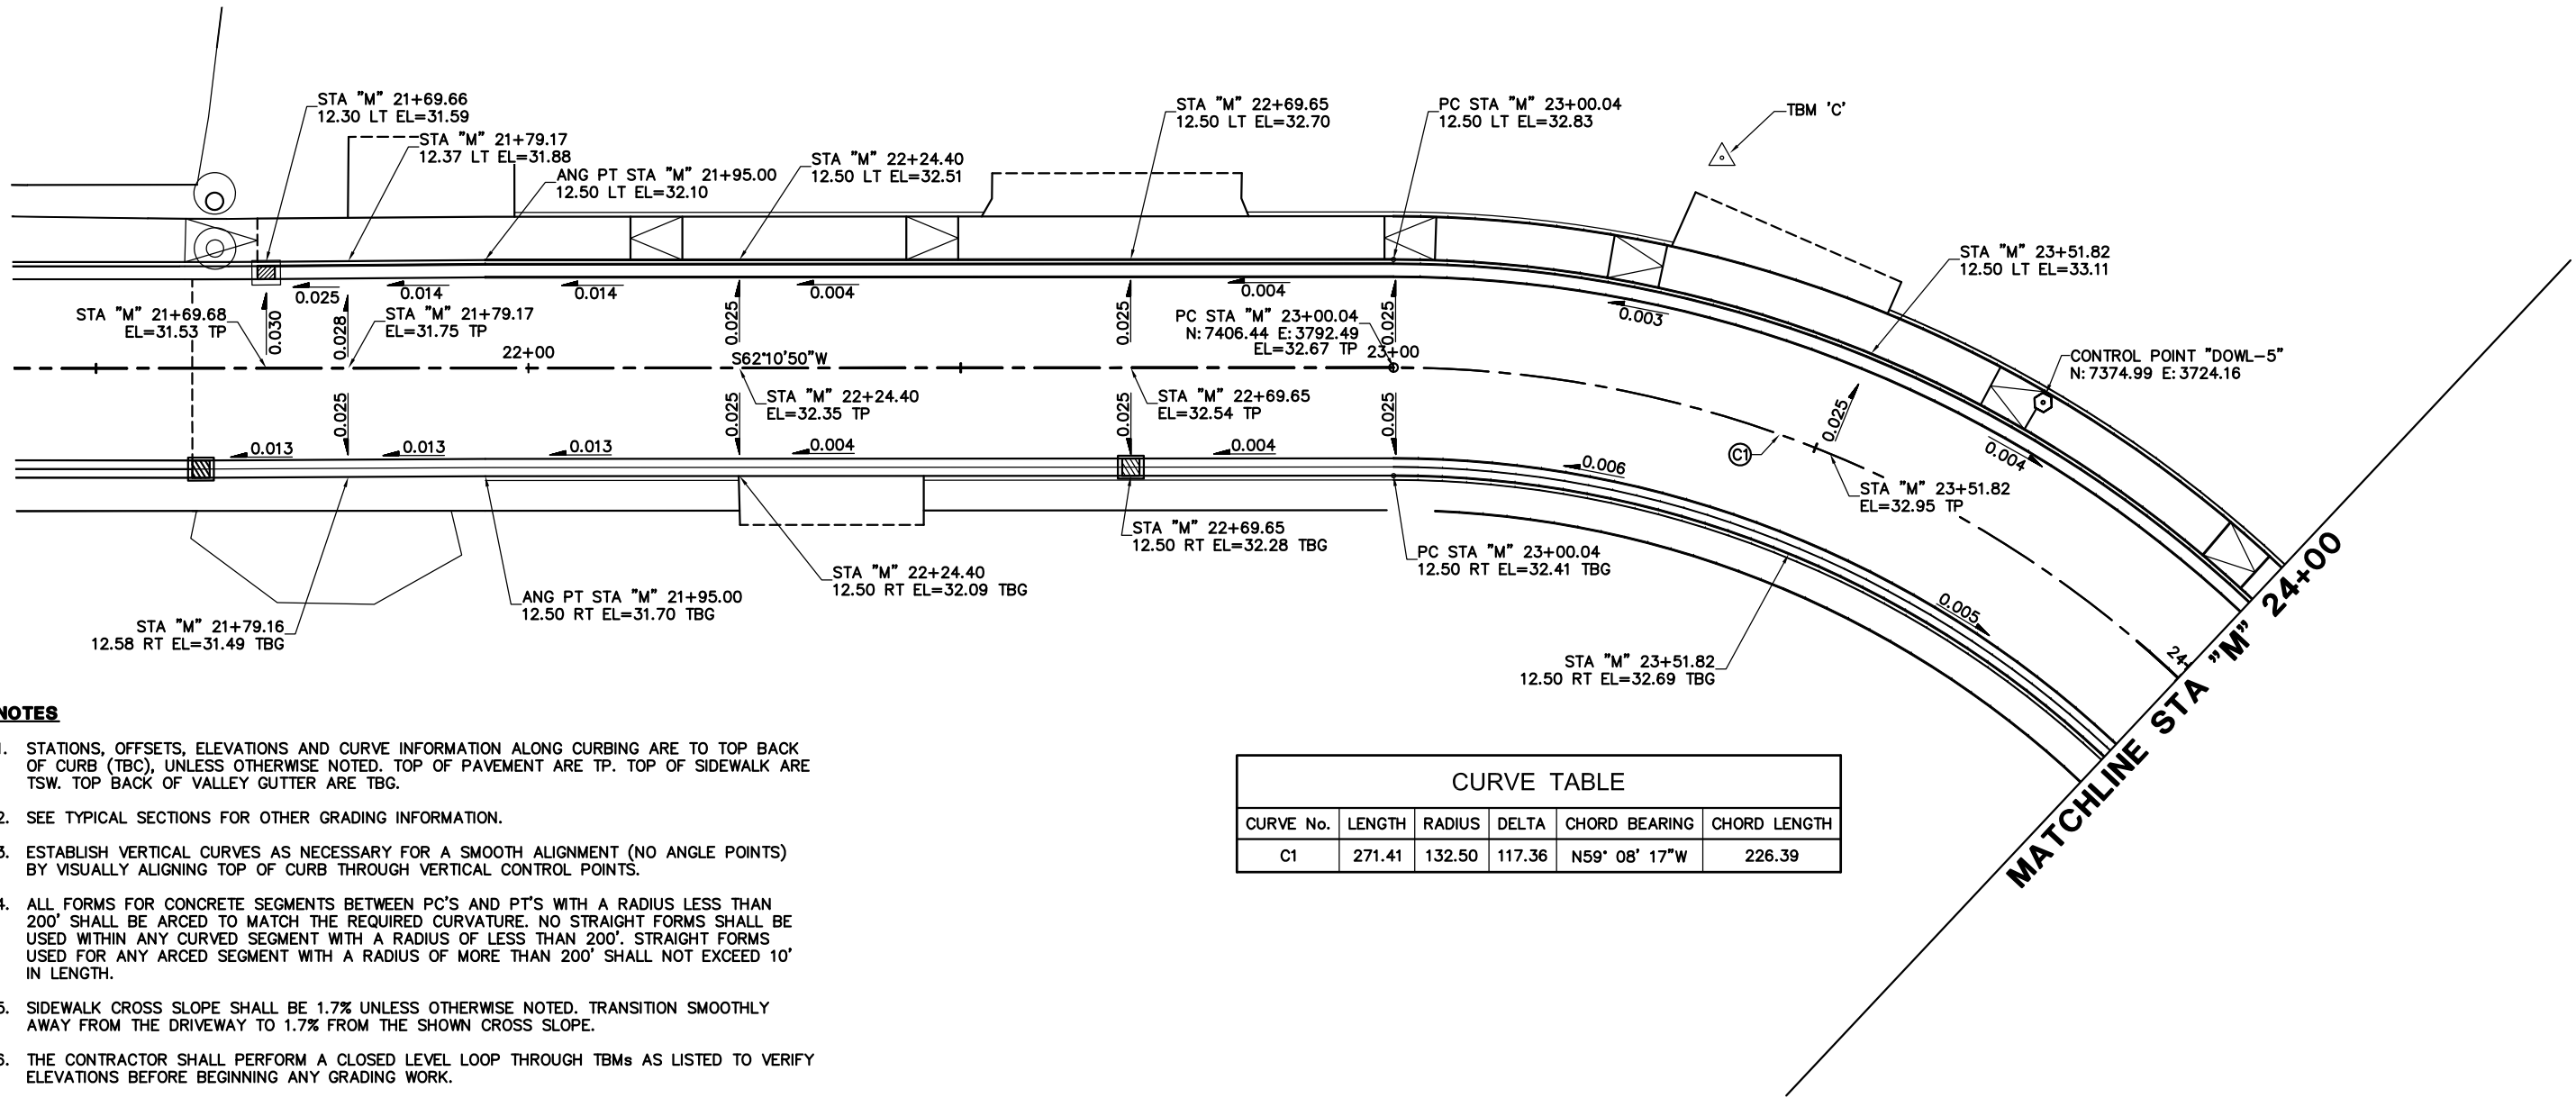 STA "M" 21+69.66
12.30 LT EL=31.59
STA "M" 21+79.17
12.37 LT EL=31.88
ANG PT STA "M" 21+95.00
12.50 LT EL=32.10
STA "M" 22+24.40
12.50 LT EL=32.51
STA "M" 22+69.65
12.50 LT EL=32.70
PC STA "M" 23+00.04
12.50 LT EL=32.83
TBM 'C'
STA "M" 23+51.82
12.50 LT EL=33.11
CONTROL POINT "DOWL-5"
N: 7374.99 E: 3724.16
0.025
0.014
0.014
0.004
0.004
0.003
0.004
STA "M" 21+69.68
EL=31.53 TP
0.030
0.028
STA "M" 21+79.17
EL=31.75 TP
0.025
0.025
PC STA "M" 23+00.04
N: 7406.44 E: 3792.49
EL=32.67 TP
0.025
22+00
S62°10'50"W
23+00
STA "M" 22+24.40
EL=32.35 TP
STA "M" 22+69.65
EL=32.54 TP
0.025
0.025
0.025
0.025
0.025
C1
STA "M" 23+51.82
EL=32.95 TP
0.013
0.013
0.013
0.004
0.004
0.006
0.005
STA "M" 21+79.16
12.58 RT EL=31.49 TBG
ANG PT STA "M" 21+95.00
12.50 RT EL=31.70 TBG
STA "M" 22+24.40
12.50 RT EL=32.09 TBG
STA "M" 22+69.65
12.50 RT EL=32.28 TBG
PC STA "M" 23+00.04
12.50 RT EL=32.41 TBG
STA "M" 23+51.82
12.50 RT EL=32.69 TBG
24+
MATCHLINE STA "M" 24+00
NOTES
1. STATIONS, OFFSETS, ELEVATIONS AND CURVE INFORMATION ALONG CURBING ARE TO TOP BACK
OF CURB (TBC), UNLESS OTHERWISE NOTED. TOP OF PAVEMENT ARE TP. TOP OF SIDEWALK ARE
TSW. TOP BACK OF VALLEY GUTTER ARE TBG.
2. SEE TYPICAL SECTIONS FOR OTHER GRADING INFORMATION.
3. ESTABLISH VERTICAL CURVES AS NECESSARY FOR A SMOOTH ALIGNMENT (NO ANGLE POINTS)
BY VISUALLY ALIGNING TOP OF CURB THROUGH VERTICAL CONTROL POINTS.
4. ALL FORMS FOR CONCRETE SEGMENTS BETWEEN PC'S AND PT'S WITH A RADIUS LESS THAN
200' SHALL BE ARCED TO MATCH THE REQUIRED CURVATURE. NO STRAIGHT FORMS SHALL BE
USED WITHIN ANY CURVED SEGMENT WITH A RADIUS OF LESS THAN 200'. STRAIGHT FORMS
USED FOR ANY ARCED SEGMENT WITH A RADIUS OF MORE THAN 200' SHALL NOT EXCEED 10'
IN LENGTH.
5. SIDEWALK CROSS SLOPE SHALL BE 1.7% UNLESS OTHERWISE NOTED. TRANSITION SMOOTHLY
AWAY FROM THE DRIVEWAY TO 1.7% FROM THE SHOWN CROSS SLOPE.
6. THE CONTRACTOR SHALL PERFORM A CLOSED LEVEL LOOP THROUGH TBMs AS LISTED TO VERIFY
ELEVATIONS BEFORE BEGINNING ANY GRADING WORK.
CURVE TABLE
CURVE No. LENGTH RADIUS DELTA CHORD BEARING CHORD LENGTH
C1 271.41 132.50 117.36 N59° 08' 17"W 226.39